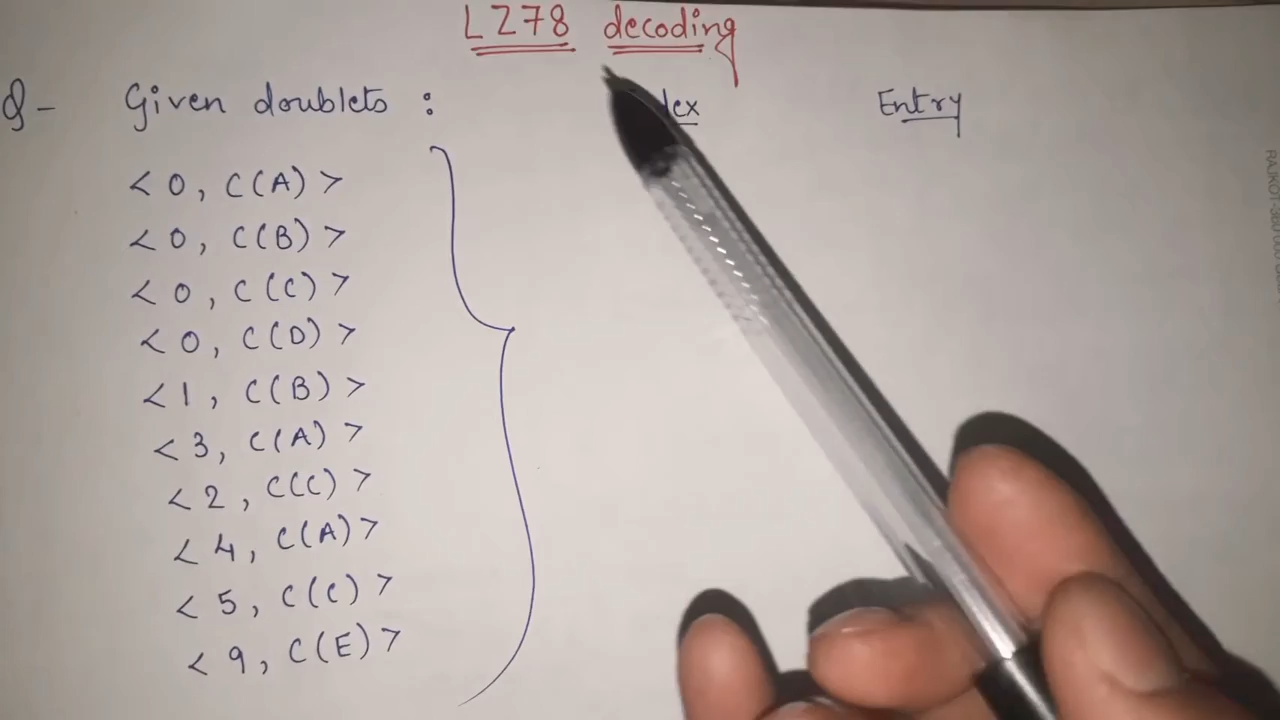 LZ78 decoding
Q- Given doublets : Entry
< 0, C(A) >
< 0, C(B) >
< 0, C(C) >
< 0, C(D) >
< 1, C(B) >
< 3, C(A) >
< 2, C(C) >
< 4, C(A) >
< 5, C(C) >
< 9, C(E) >